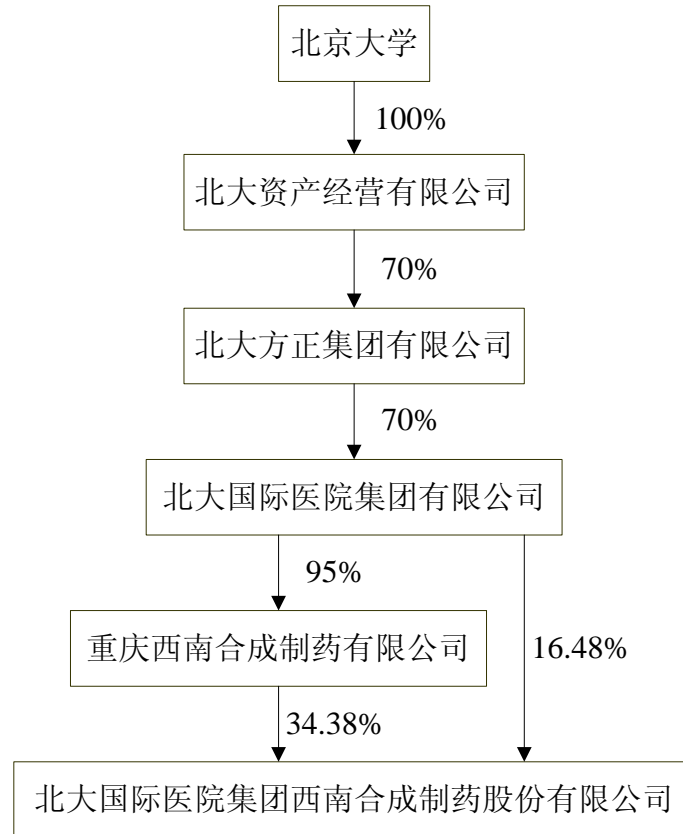 北京大学
100%
北大资产经营有限公司
70%
北大方正集团有限公司
70%
北大国际医院集团有限公司
95%
重庆西南合成制药有限公司
16.48%
34.38%
北大国际医院集团西南合成制药股份有限公司